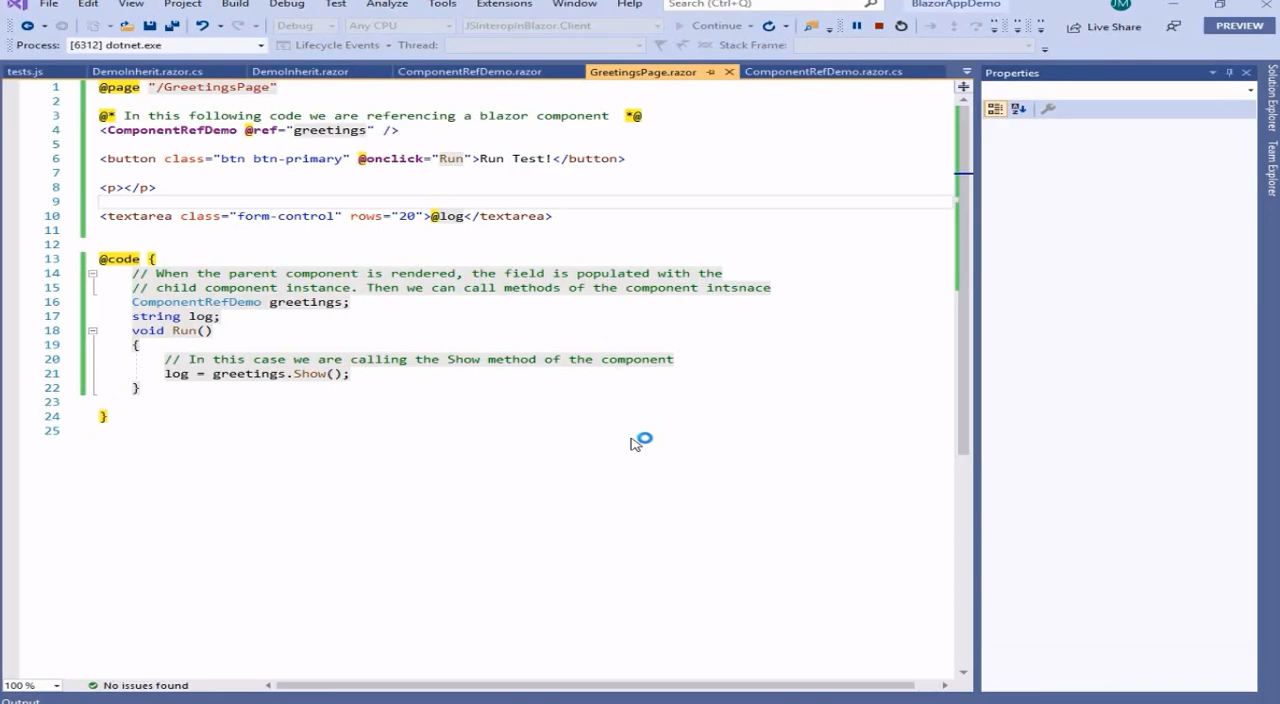 File Edit View Project Build Debug Test Analyze Tools Extensions Window Help Search (Ctrl+Q) BlazorAppDemo JM
Debug Any CPU JSInteropInBlazor.Client Continue Live Share PREVIEW
Process: [6312] dotnet.exe Lifecycle Events Thread: Stack Frame:
tests.js DemoInherit.razor.cs DemoInherit.razor ComponentRefDemo.razor GreetingsPage.razor ComponentRefDemo.razor.cs Properties
1 @page "/GreetingsPage"
2
3 @* In this following code we are referencing a blazor component *@
4 <ComponentRefDemo @ref="greetings" />
5
6 <button class="btn btn-primary" @onclick="Run">Run Test!</button>
7
8 <p></p>
9
10 <textarea class="form-control" rows="20">@log</textarea>
11
12
13 @code {
14 // When the parent component is rendered, the field is populated with the
15 // child component instance. Then we can call methods of the component intsnace
16 ComponentRefDemo greetings;
17 string log;
18 void Run()
19 {
20 // In this case we are calling the Show method of the component
21 log = greetings.Show();
22 }
23
24 }
25
100 % No issues found
Output
Solution Explorer
Team Explorer